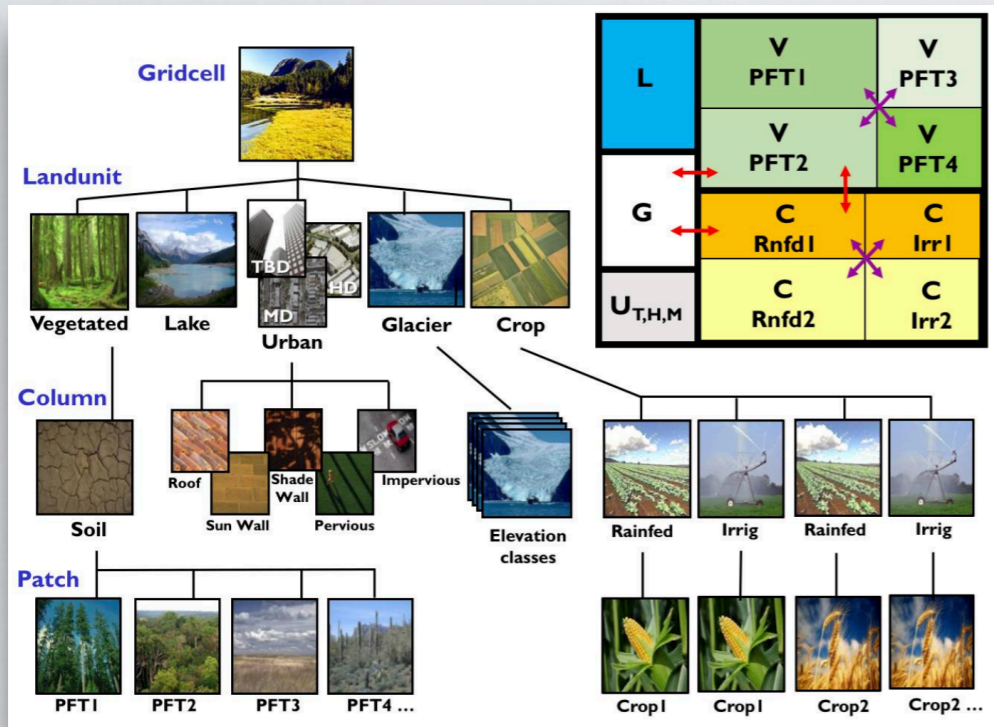 Gridcell
Landunit
TBD
HD
MD
Vegetated
Lake
Urban
Glacier
Crop
L
G
U_T,H,M
V
PFT1
V
PFT3
V
PFT2
V
PFT4
C
Rnfd1
C
Irr1
C
Rnfd2
C
Irr2
Column
Soil
Roof
Sun Wall
Shade
Wall
Pervious
Impervious
Elevation
classes
Rainfed
Irrig
Rainfed
Irrig
Patch
PFT1
PFT2
PFT3
PFT4 ...
Crop1
Crop1
Crop2
Crop2 ...